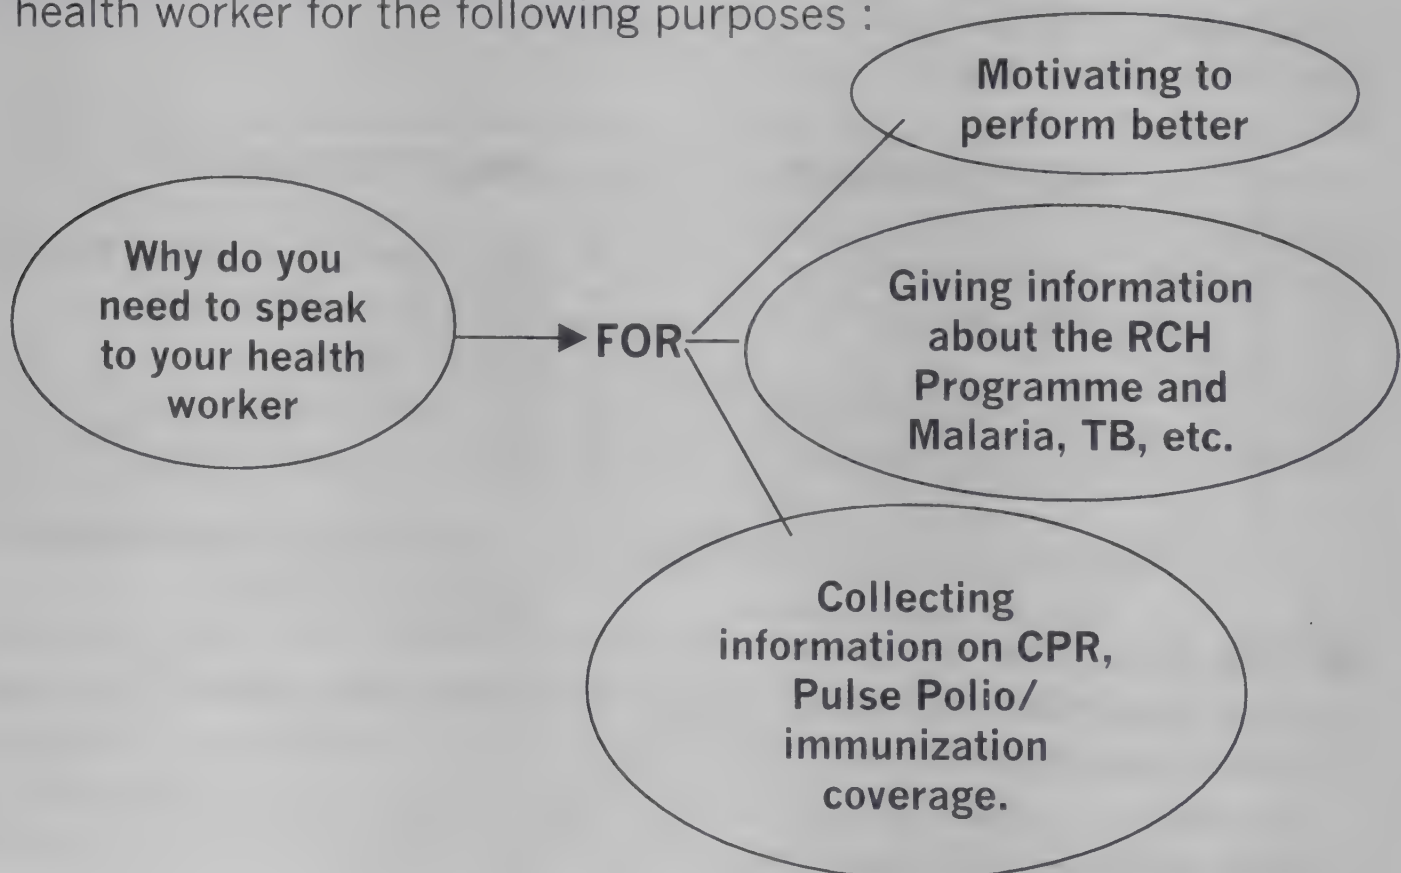 health worker for the following purposes :
Motivating to
perform better
Why do you
need to speak
to your health
worker
FOR
Giving information
about the RCH
Programme and
Malaria, TB, etc.
Collecting
information on CPR,
Pulse Polio/
immunization
coverage.